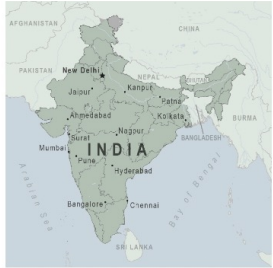 AFGHANISTAN
CHINA
PAKISTAN
New Delhi
NEPAL
BHUTAN
Jaipur
Kanpur
Patna
Ahmedabad
Kolkata
BURMA
BANGLADESH
Surat
Nagpur
Mumbai
INDIA
Pune
Hyderabad
Arabian Sea
Bay of Bengal
Bangalore
Chennai
SRI LANKA